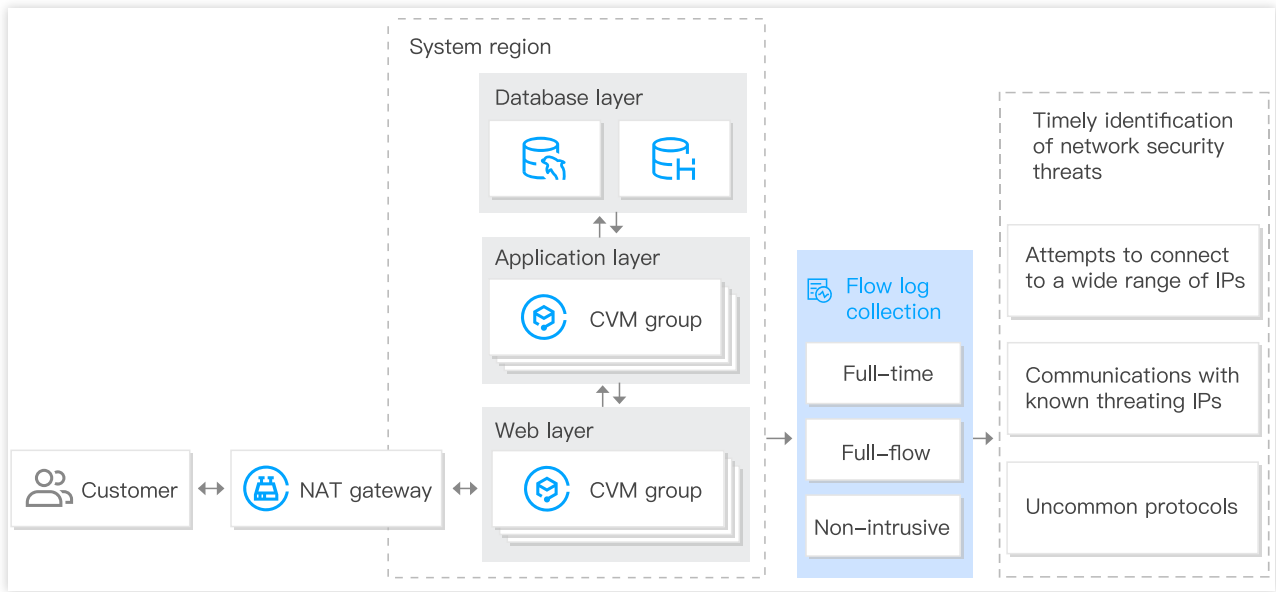 System region
Database layer
Application layer
CVM group
Web layer
CVM group
Customer
NAT gateway
Flow log
collection
Full-time
Full-flow
Non-intrusive
Timely identification
of network security
threats
Attempts to connect
to a wide range of IPs
Communications with
known threating IPs
Uncommon protocols